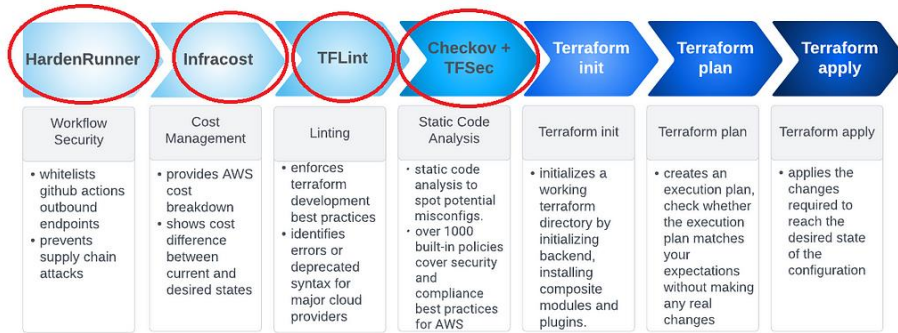 HardenRunner
Infracost
TFLint
Checkov +
TFSec
Terraform
init
Terraform
plan
Terraform
apply
Workflow
Security
Cost
Management
Linting
Static Code
Analysis
Terraform init
Terraform plan
Terraform apply
• whitelists
github actions
outbound
endpoints
• prevents
supply chain
attacks
• provides AWS
cost
breakdown
• shows cost
difference
between
current and
desired states
• enforces
terraform
development
best practices
• identifies
errors or
deprecated
syntax for
major cloud
providers
• static code
analysis to
spot potential
misconfigs.
• over 1000
built-in policies
cover security
and
compliance
best practices
for AWS
• initializes a
working
terraform
directory by
initializing
backend,
installing
composite
modules and
plugins.
• creates an
execution plan,
check whether
the execution
plan matches
your
expectations
without making
any real
changes
• applies the
changes
required to
reach the
desired state
of the
configuration